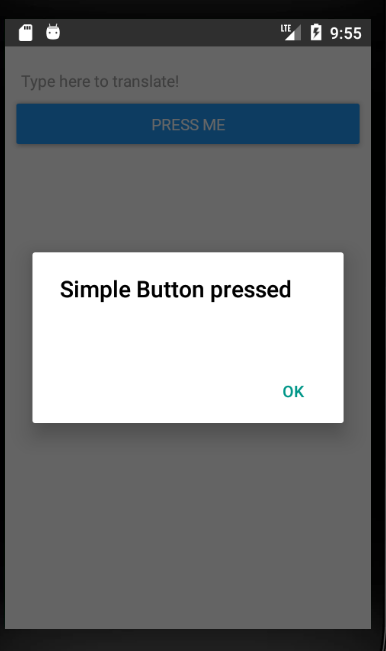 LTE 9:55
Type here to translate!
PRESS ME
Simple Button pressed
OK